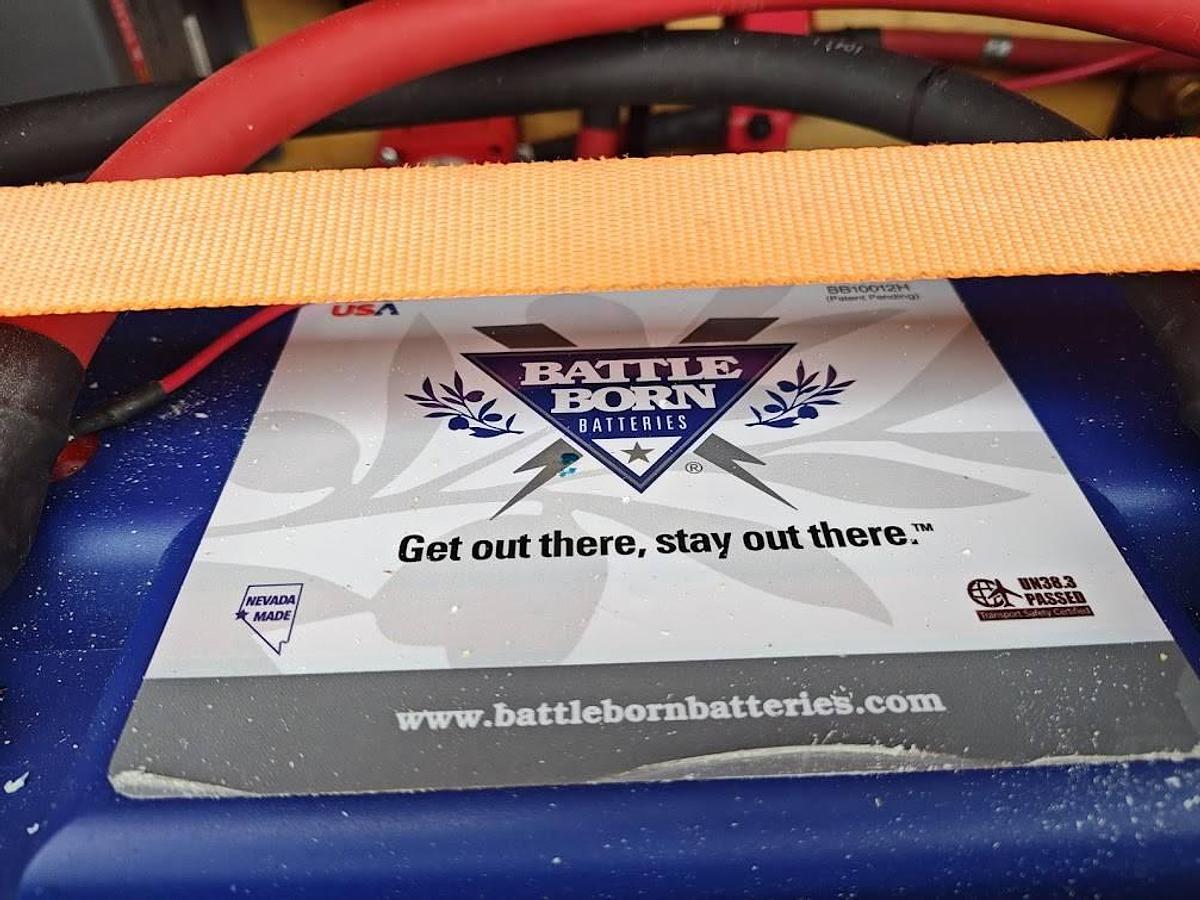 USA
BB10012H
(Patent Pending)
BATTLE
BORN
BATTERIES
®
Get out there, stay out there.™
NEVADA
MADE
UN38.3
PASSED
Transport Safety Certified
www.battlebornbatteries.com